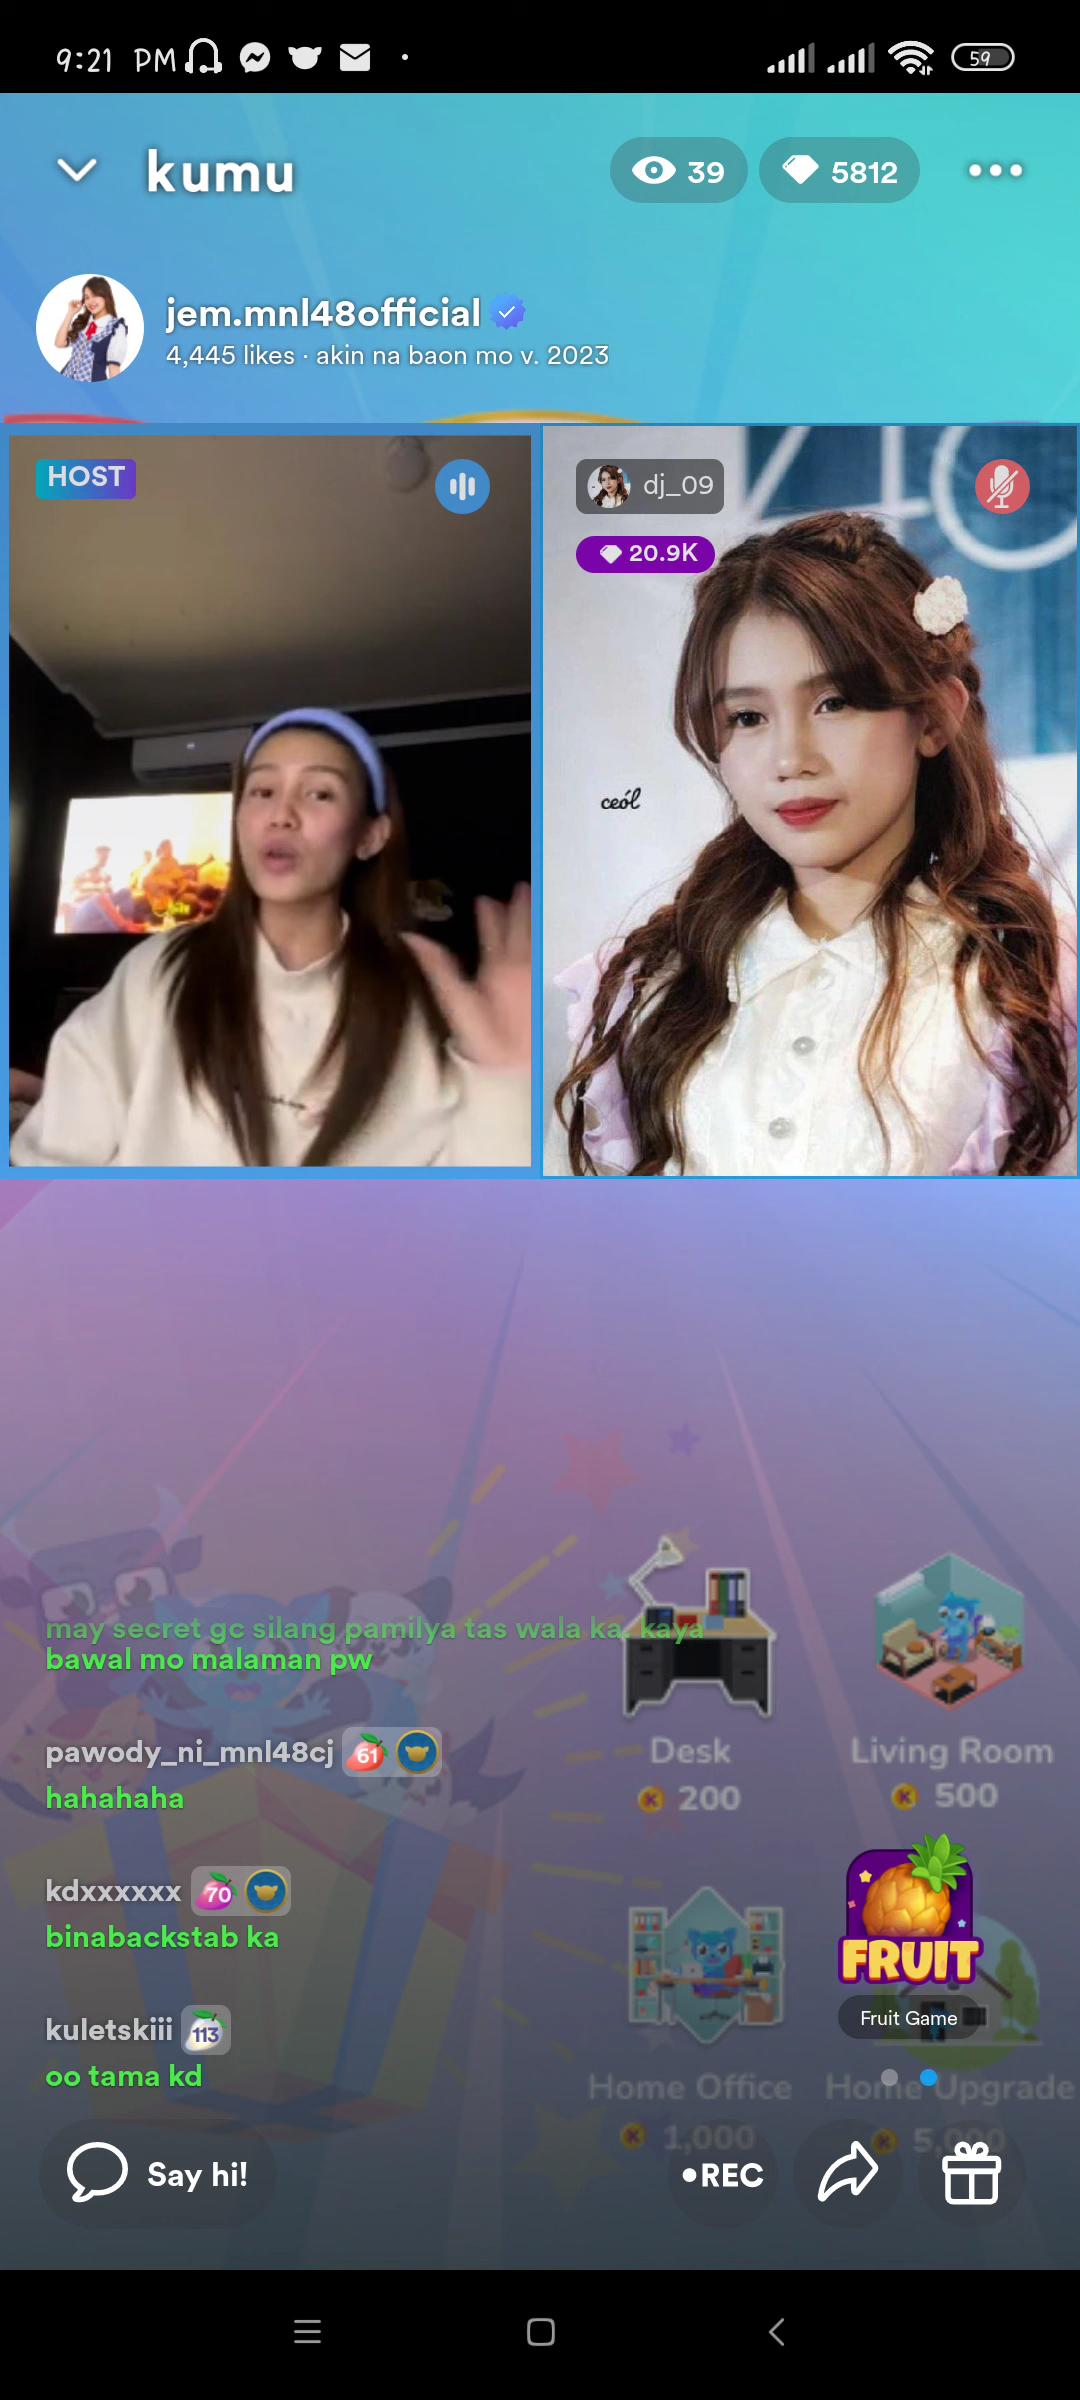 9:21 PM
59
kumu
39
5812
jem.mnl48official
4,445 likes · akin na baon mo v. 2023
HOST
dj_09
20.9K
ceól
may secret gc silang pamilya tas wala ka. kaya
bawal mo malaman pw
pawody_ni_mnl48cj 61
hahahaha
kdxxxxxx 70
binabackstab ka
kuletskiii 113
oo tama kd
Desk
200
Living Room
500
FRUIT
Fruit Game
Home Office
1,000
Home Upgrade
5,000
Say hi!
REC